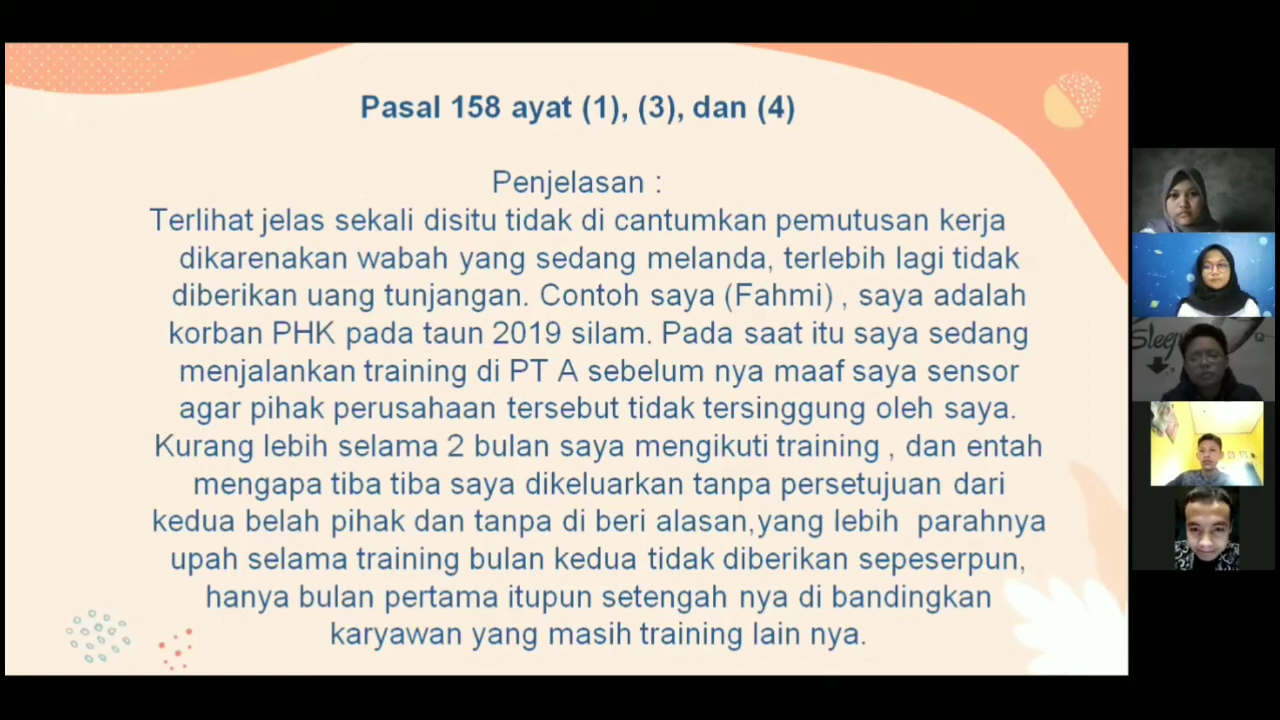 Pasal 158 ayat (1), (3), dan (4)
Penjelasan :
Terlihat jelas sekali disitu tidak di cantumkan pemutusan kerja
dikarenakan wabah yang sedang melanda, terlebih lagi tidak
diberikan uang tunjangan. Contoh saya (Fahmi) , saya adalah
korban PHK pada taun 2019 silam. Pada saat itu saya sedang
menjalankan training di PT A sebelum nya maaf saya sensor
agar pihak perusahaan tersebut tidak tersinggung oleh saya.
Kurang lebih selama 2 bulan saya mengikuti training , dan entah
mengapa tiba tiba saya dikeluarkan tanpa persetujuan dari
kedua belah pihak dan tanpa di beri alasan,yang lebih  parahnya
upah selama training bulan kedua tidak diberikan sepeserpun,
hanya bulan pertama itupun setengah nya di bandingkan
karyawan yang masih training lain nya.
Sleep